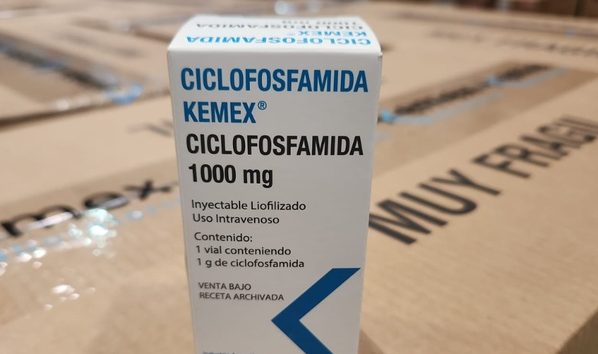 CICLOFOSFAMIDA
KEMEX
CICLOFOSFAMIDA
KEMEX®
CICLOFOSFAMIDA
1000 mg
Inyectable Liofilizado
Uso Intravenoso
Contenido:
1 vial conteniendo
1 g de ciclofosfamida
VENTA BAJO
RECETA ARCHIVADA
MUY FRAGIL